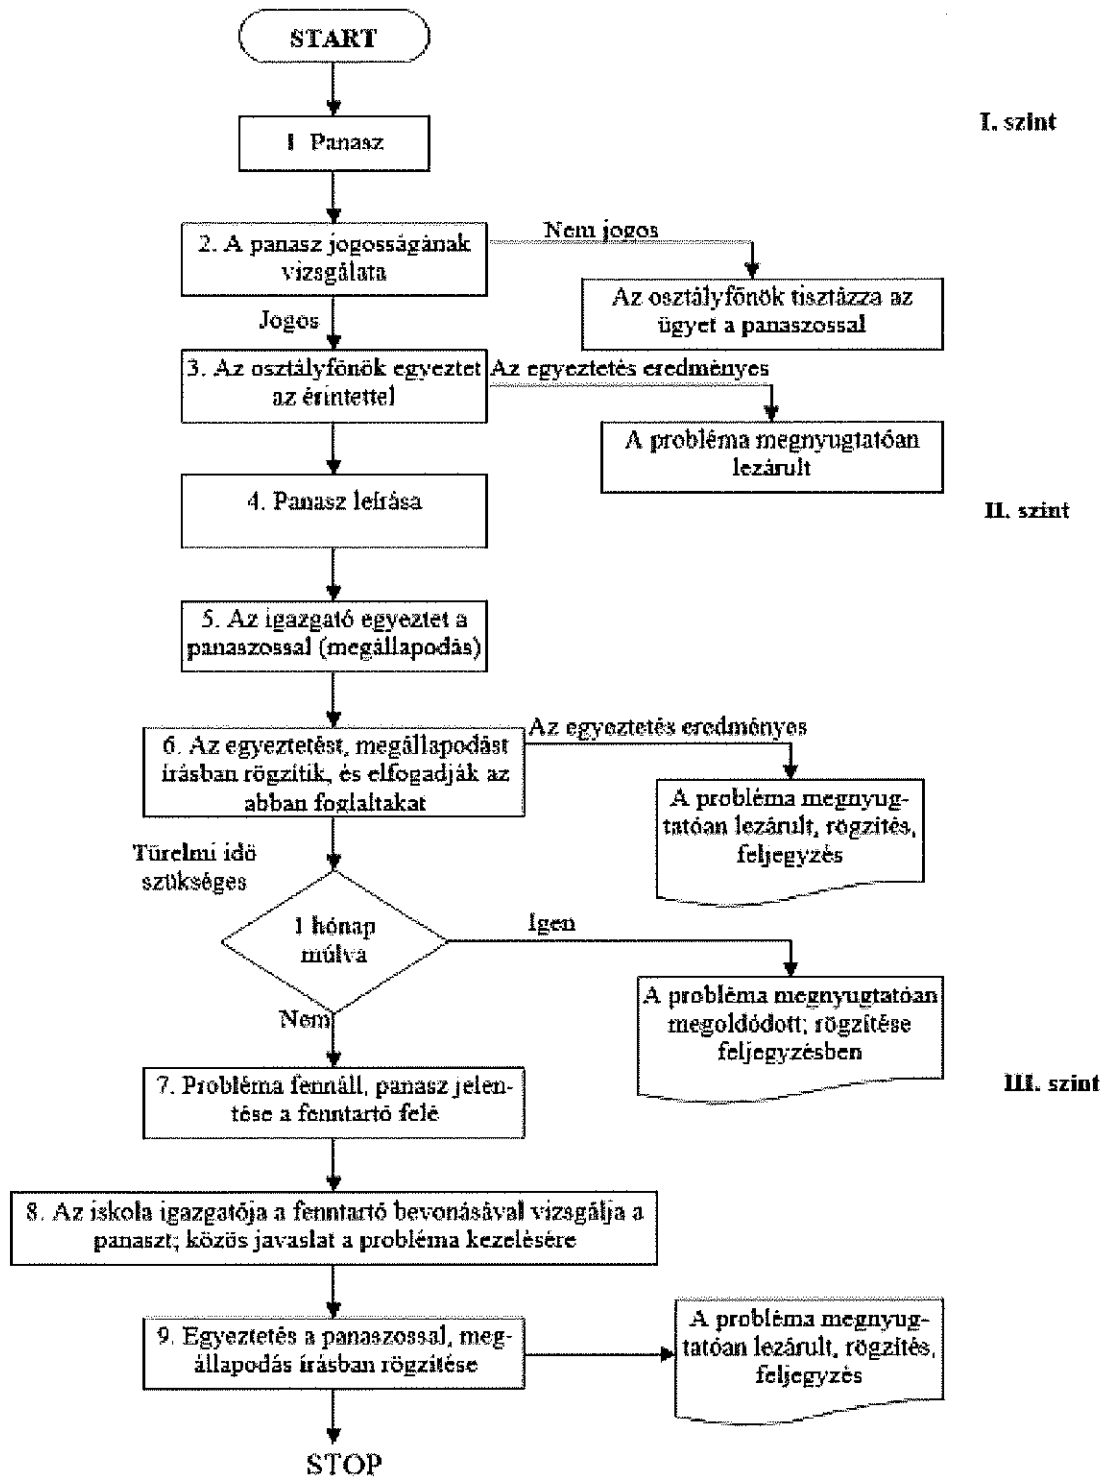 START
I. szint
1 Panasz
Nem jogos
2. A panasz jogosságának
vizsgálata
Az osztályfőnök tisztázza az
ügyet a panaszossal
Jogos
3. Az osztályfőnök egyeztet
az érintettel
Az egyeztetés eredményes
A probléma megnyugtatóan
lezárult
4. Panasz leírása
II. szint
5. Az igazgató egyeztet a
panaszossal (megállapodás)
Az egyeztetés eredményes
6. Az egyeztetést, megállapodást
írásban rögzítik, és elfogadják az
abban foglaltakat
A probléma megnyug-
tatóan lezárult, rögzítés,
feljegyzés
Türelmi idő
szükséges
1 hónap
múlva
Igen
A probléma megnyugtatóan
megoldódott; rögzítése
feljegyzésben
Nem
7. Probléma fennáll, panasz jelen-
tése a fenntartó felé
III. szint
8. Az iskola igazgatója a fenntartó bevonásával vizsgálja a
panaszt; közös javaslat a probléma kezelésére
9. Egyeztetés a panaszossal, meg-
állapodás írásban rögzítése
A probléma megnyug-
tatóan lezárult, rögzítés,
feljegyzés
STOP